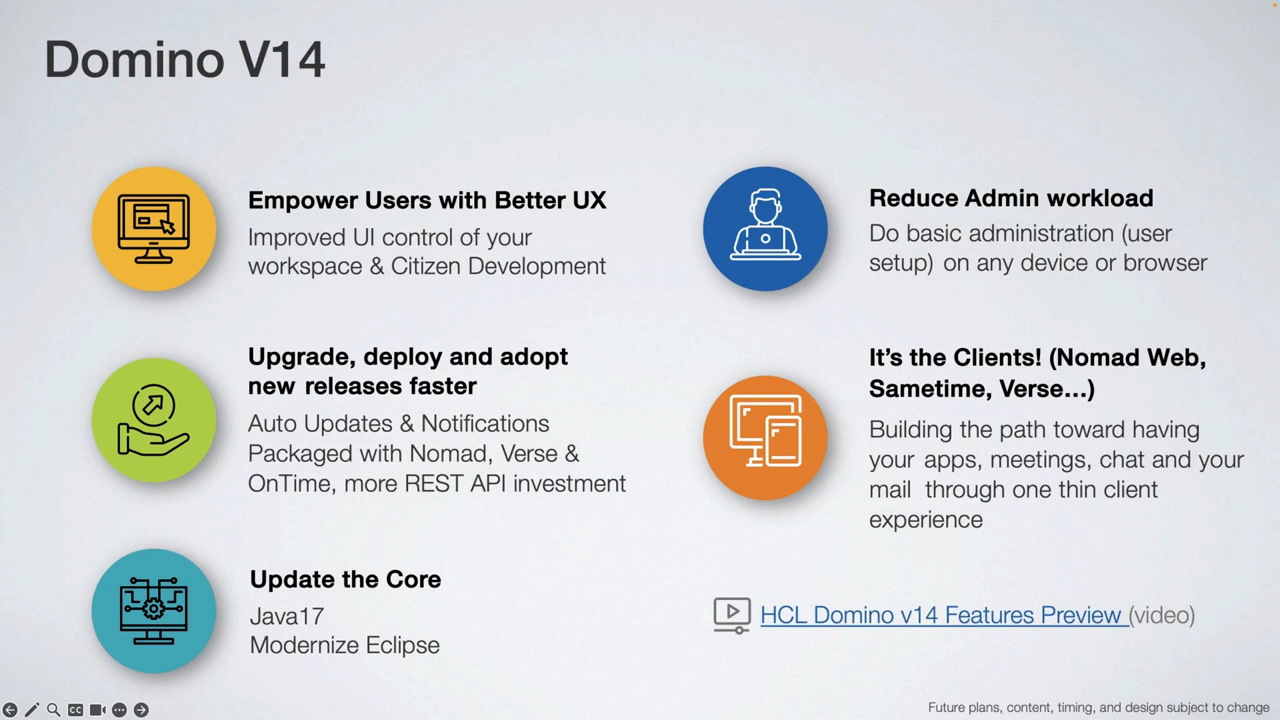 Domino V14
Empower Users with Better UX
Improved UI control of your
workspace & Citizen Development
Upgrade, deploy and adopt
new releases faster
Auto Updates & Notifications
Packaged with Nomad, Verse &
OnTime, more REST API investment
Update the Core
Java17
Modernize Eclipse
Reduce Admin workload
Do basic administration (user
setup) on any device or browser
It’s the Clients! (Nomad Web,
Sametime, Verse...)
Building the path toward having
your apps, meetings, chat and your
mail through one thin client
experience
HCL Domino v14 Features Preview (video)
CC
Future plans, content, timing, and design subject to change